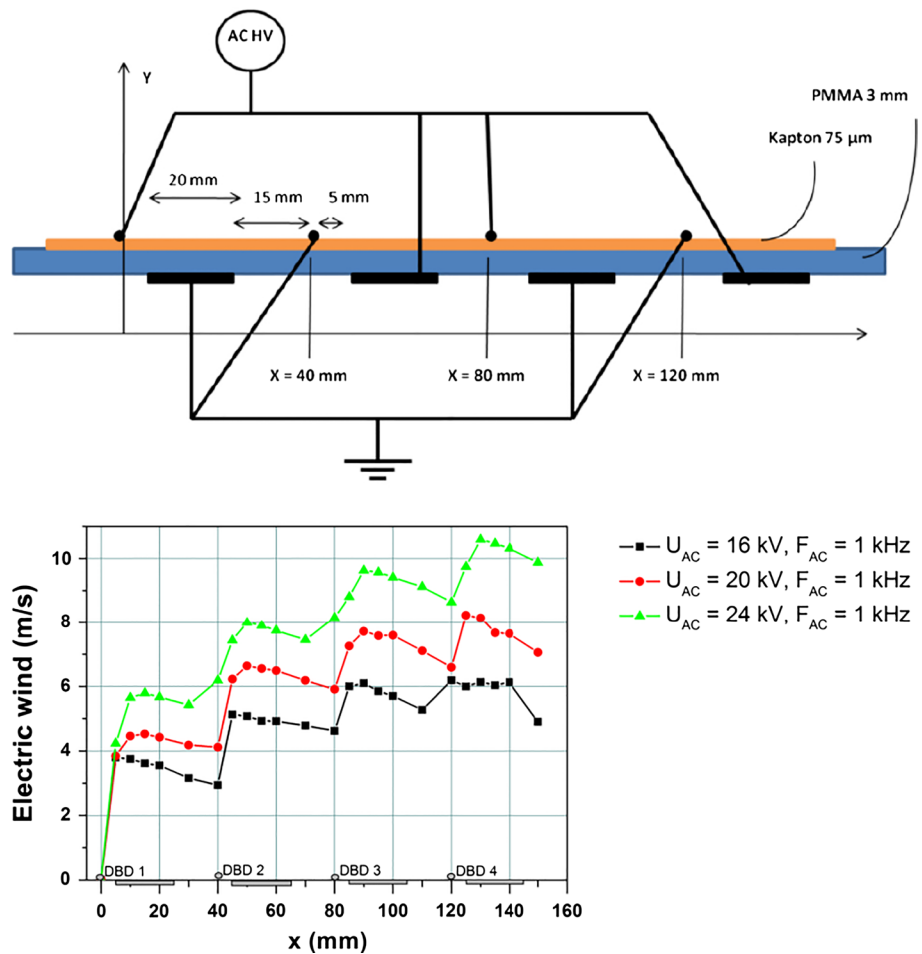 AC HV
Y
PMMA 3 mm
Kapton 75 µm
20 mm
15 mm
5 mm
X = 40 mm
X = 80 mm
X = 120 mm
10
8
6
4
2
0
Electric wind (m/s)
DBD 1
DBD 2
DBD 3
DBD 4
0 20 40 60 80 100 120 140 160
x (mm)
U_AC = 16 kV, F_AC = 1 kHz
U_AC = 20 kV, F_AC = 1 kHz
U_AC = 24 kV, F_AC = 1 kHz